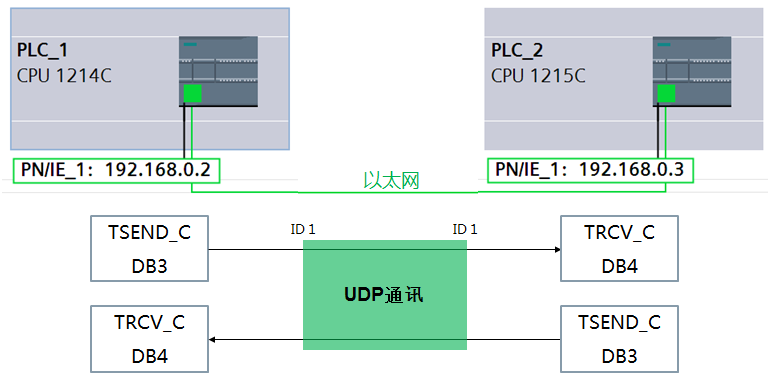 PLC_1
CPU 1214C
PLC_2
CPU 1215C
PN/IE_1: 192.168.0.2
以太网
PN/IE_1: 192.168.0.3
TSEND_C
DB3
ID 1
ID 1
TRCV_C
DB4
UDP通讯
TRCV_C
DB4
TSEND_C
DB3